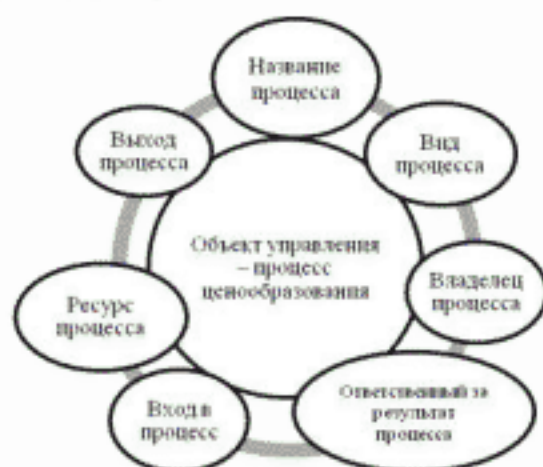 Название
процесса
Вид
процесса
Владелец
процесса
Ответственный за
результат
процесса
Вход в
процесс
Ресурс
процесса
Выход
процесса
Объект управления
– процесс
ценообразования